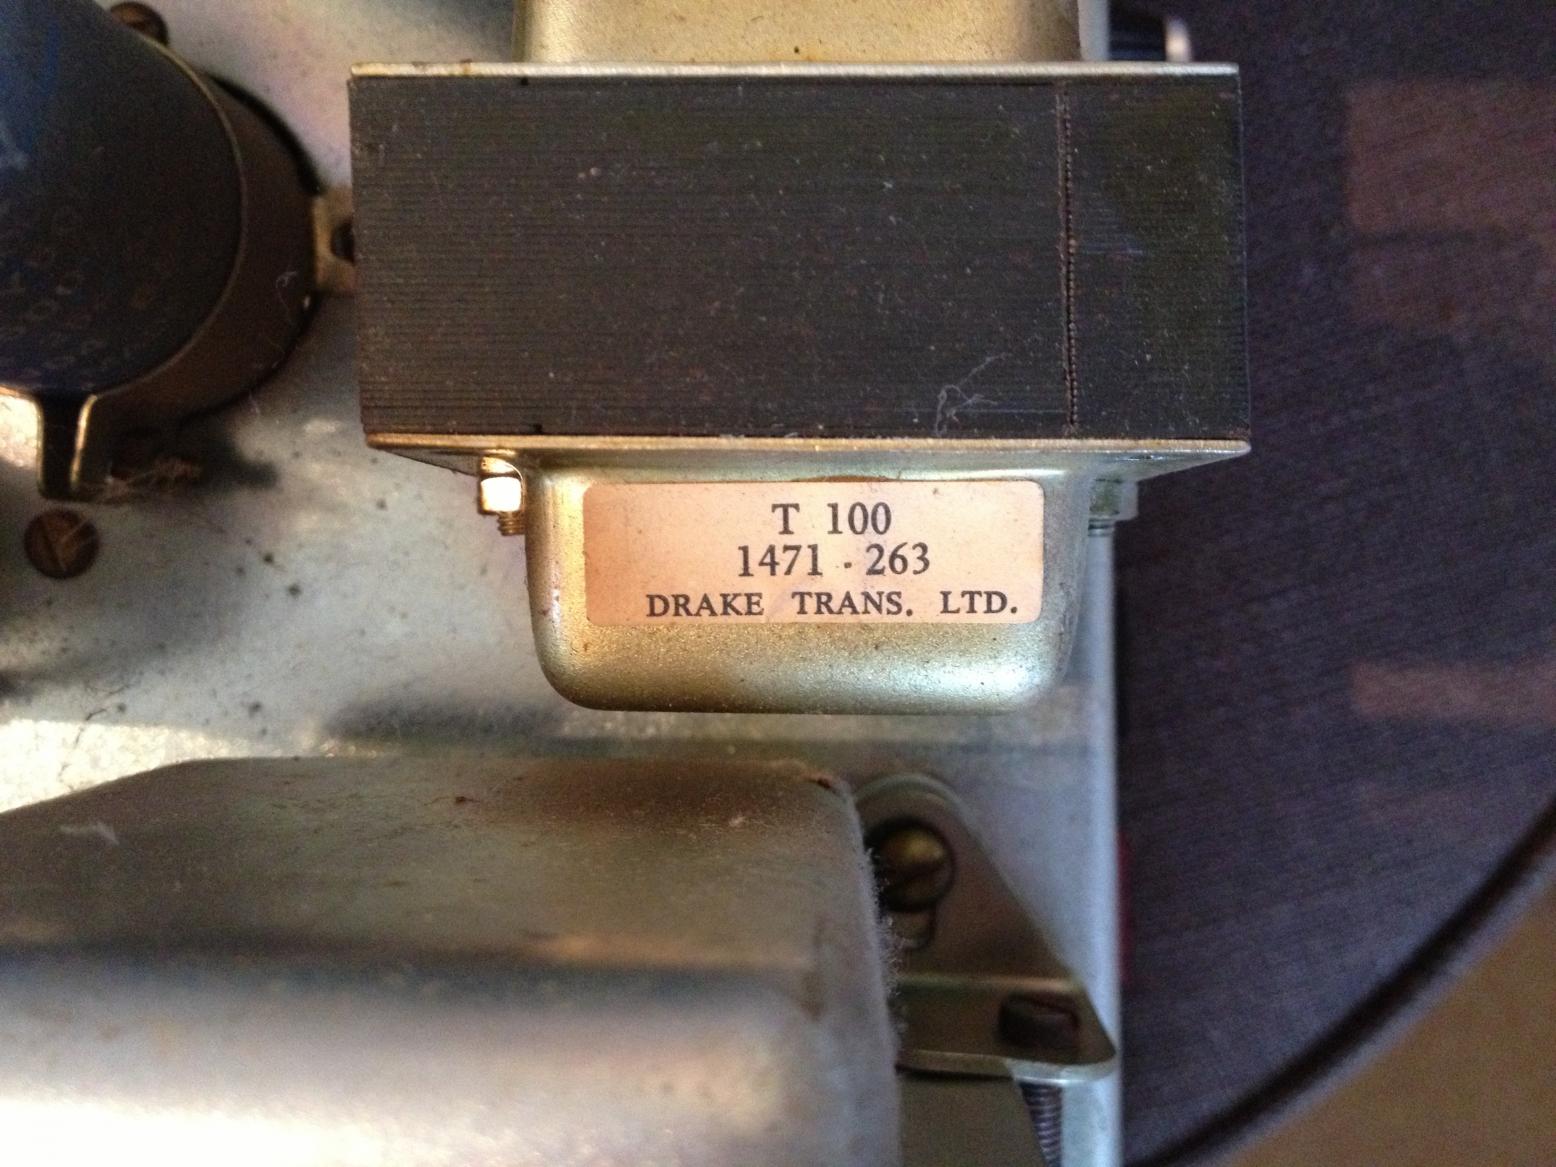 T 100
1471 · 263
DRAKE TRANS. LTD.